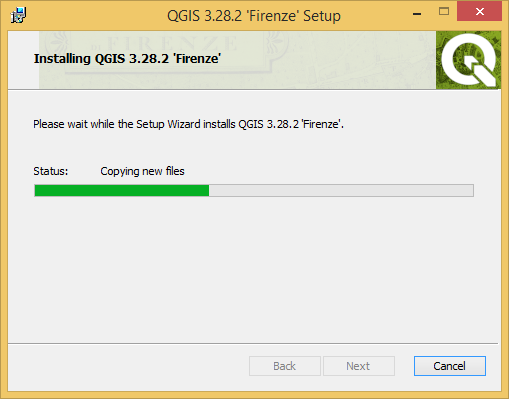 QGIS 3.28.2 'Firenze' Setup
FIRENZE
Installing QGIS 3.28.2 'Firenze'
Please wait while the Setup Wizard installs QGIS 3.28.2 'Firenze'.
Status: Copying new files
Back Next Cancel